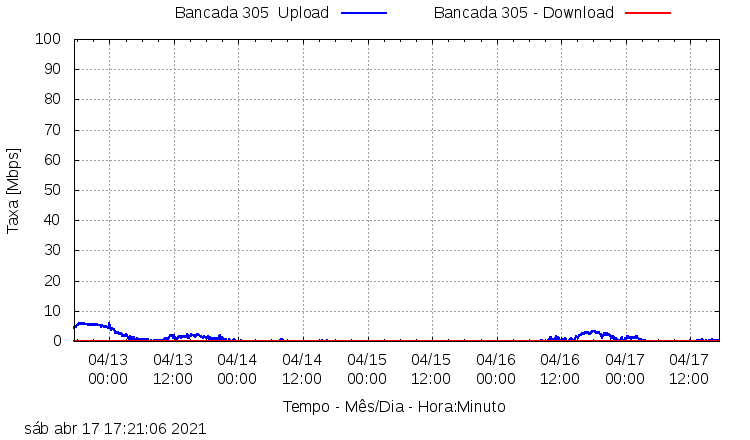 Bancada 305  Upload
Bancada 305 - Download
100
90
80
70
60
50
40
30
20
10
0
Taxa [Mbps]
04/13 04/13 04/14 04/14 04/15 04/15 04/16 04/16 04/17 04/17
00:00 12:00 00:00 12:00 00:00 12:00 00:00 12:00 00:00 12:00
Tempo - Mês/Dia - Hora:Minuto
sáb abr 17 17:21:06 2021